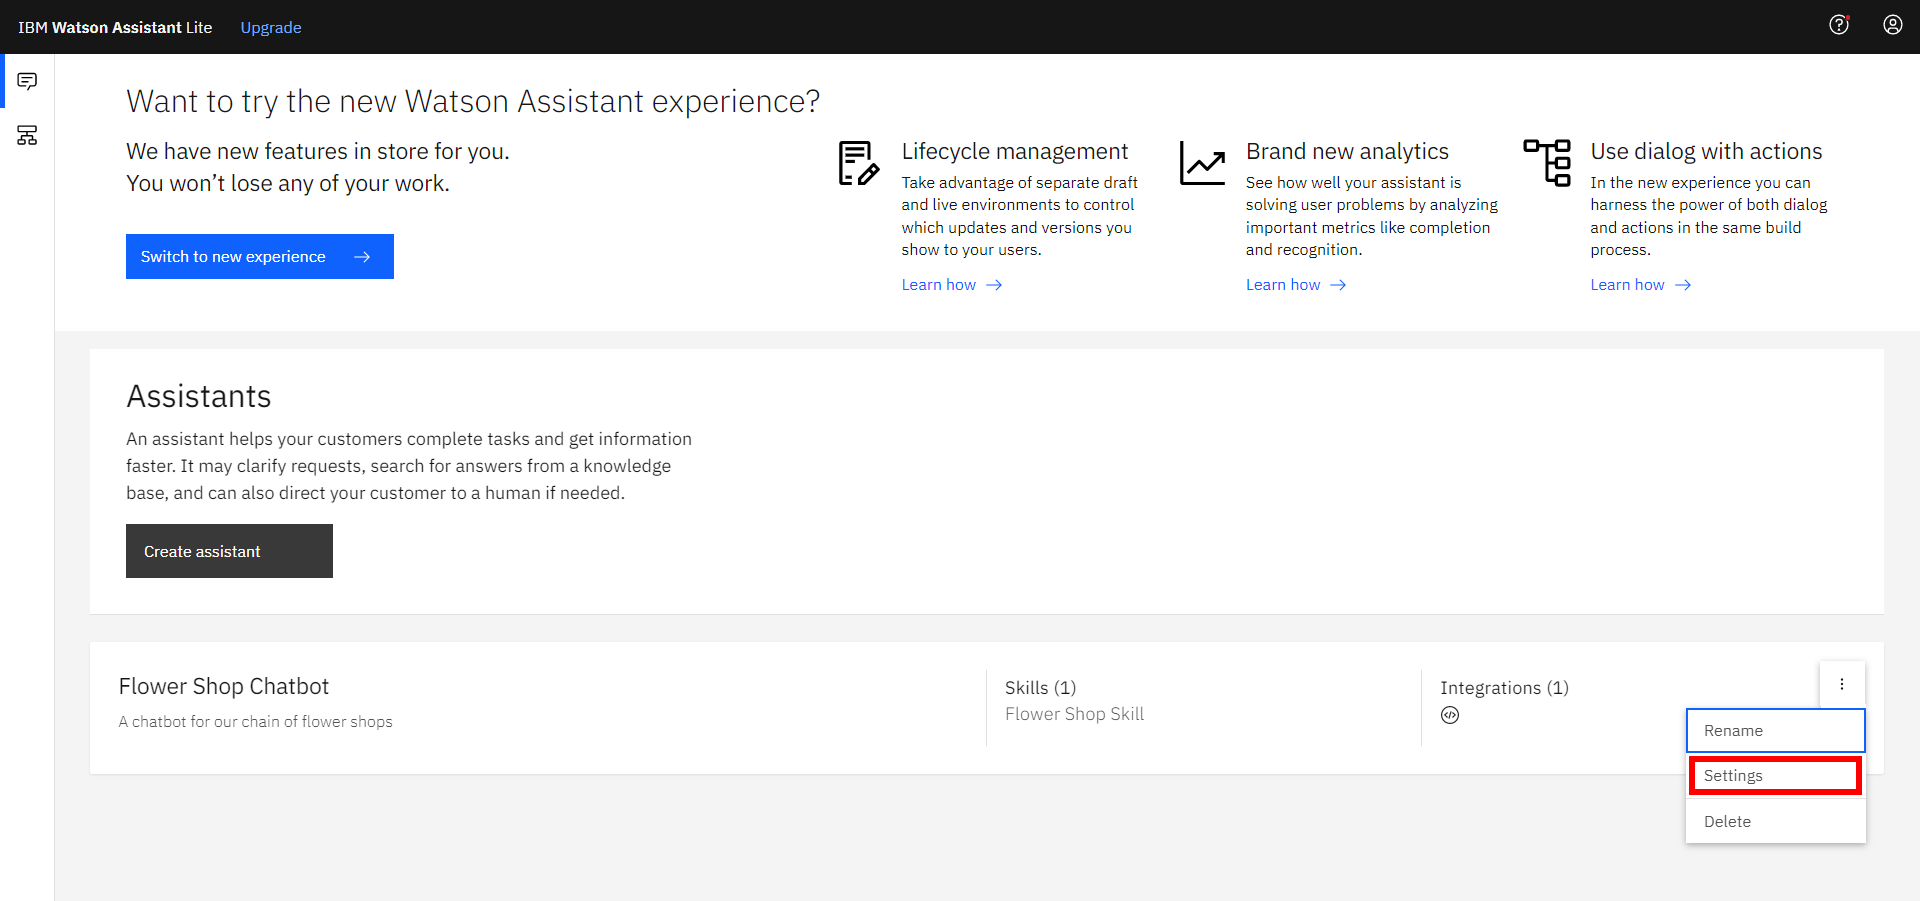 IBM Watson Assistant Lite Upgrade
Want to try the new Watson Assistant experience?
We have new features in store for you.
You won’t lose any of your work.
Switch to new experience
Lifecycle management
Take advantage of separate draft
and live environments to control
which updates and versions you
show to your users.
Learn how
Brand new analytics
See how well your assistant is
solving user problems by analyzing
important metrics like completion
and recognition.
Learn how
Use dialog with actions
In the new experience you can
harness the power of both dialog
and actions in the same build
process.
Learn how
Assistants
An assistant helps your customers complete tasks and get information
faster. It may clarify requests, search for answers from a knowledge
base, and can also direct your customer to a human if needed.
Create assistant
Flower Shop Chatbot
A chatbot for our chain of flower shops
Skills (1)
Flower Shop Skill
Integrations (1)
Rename
Settings
Delete